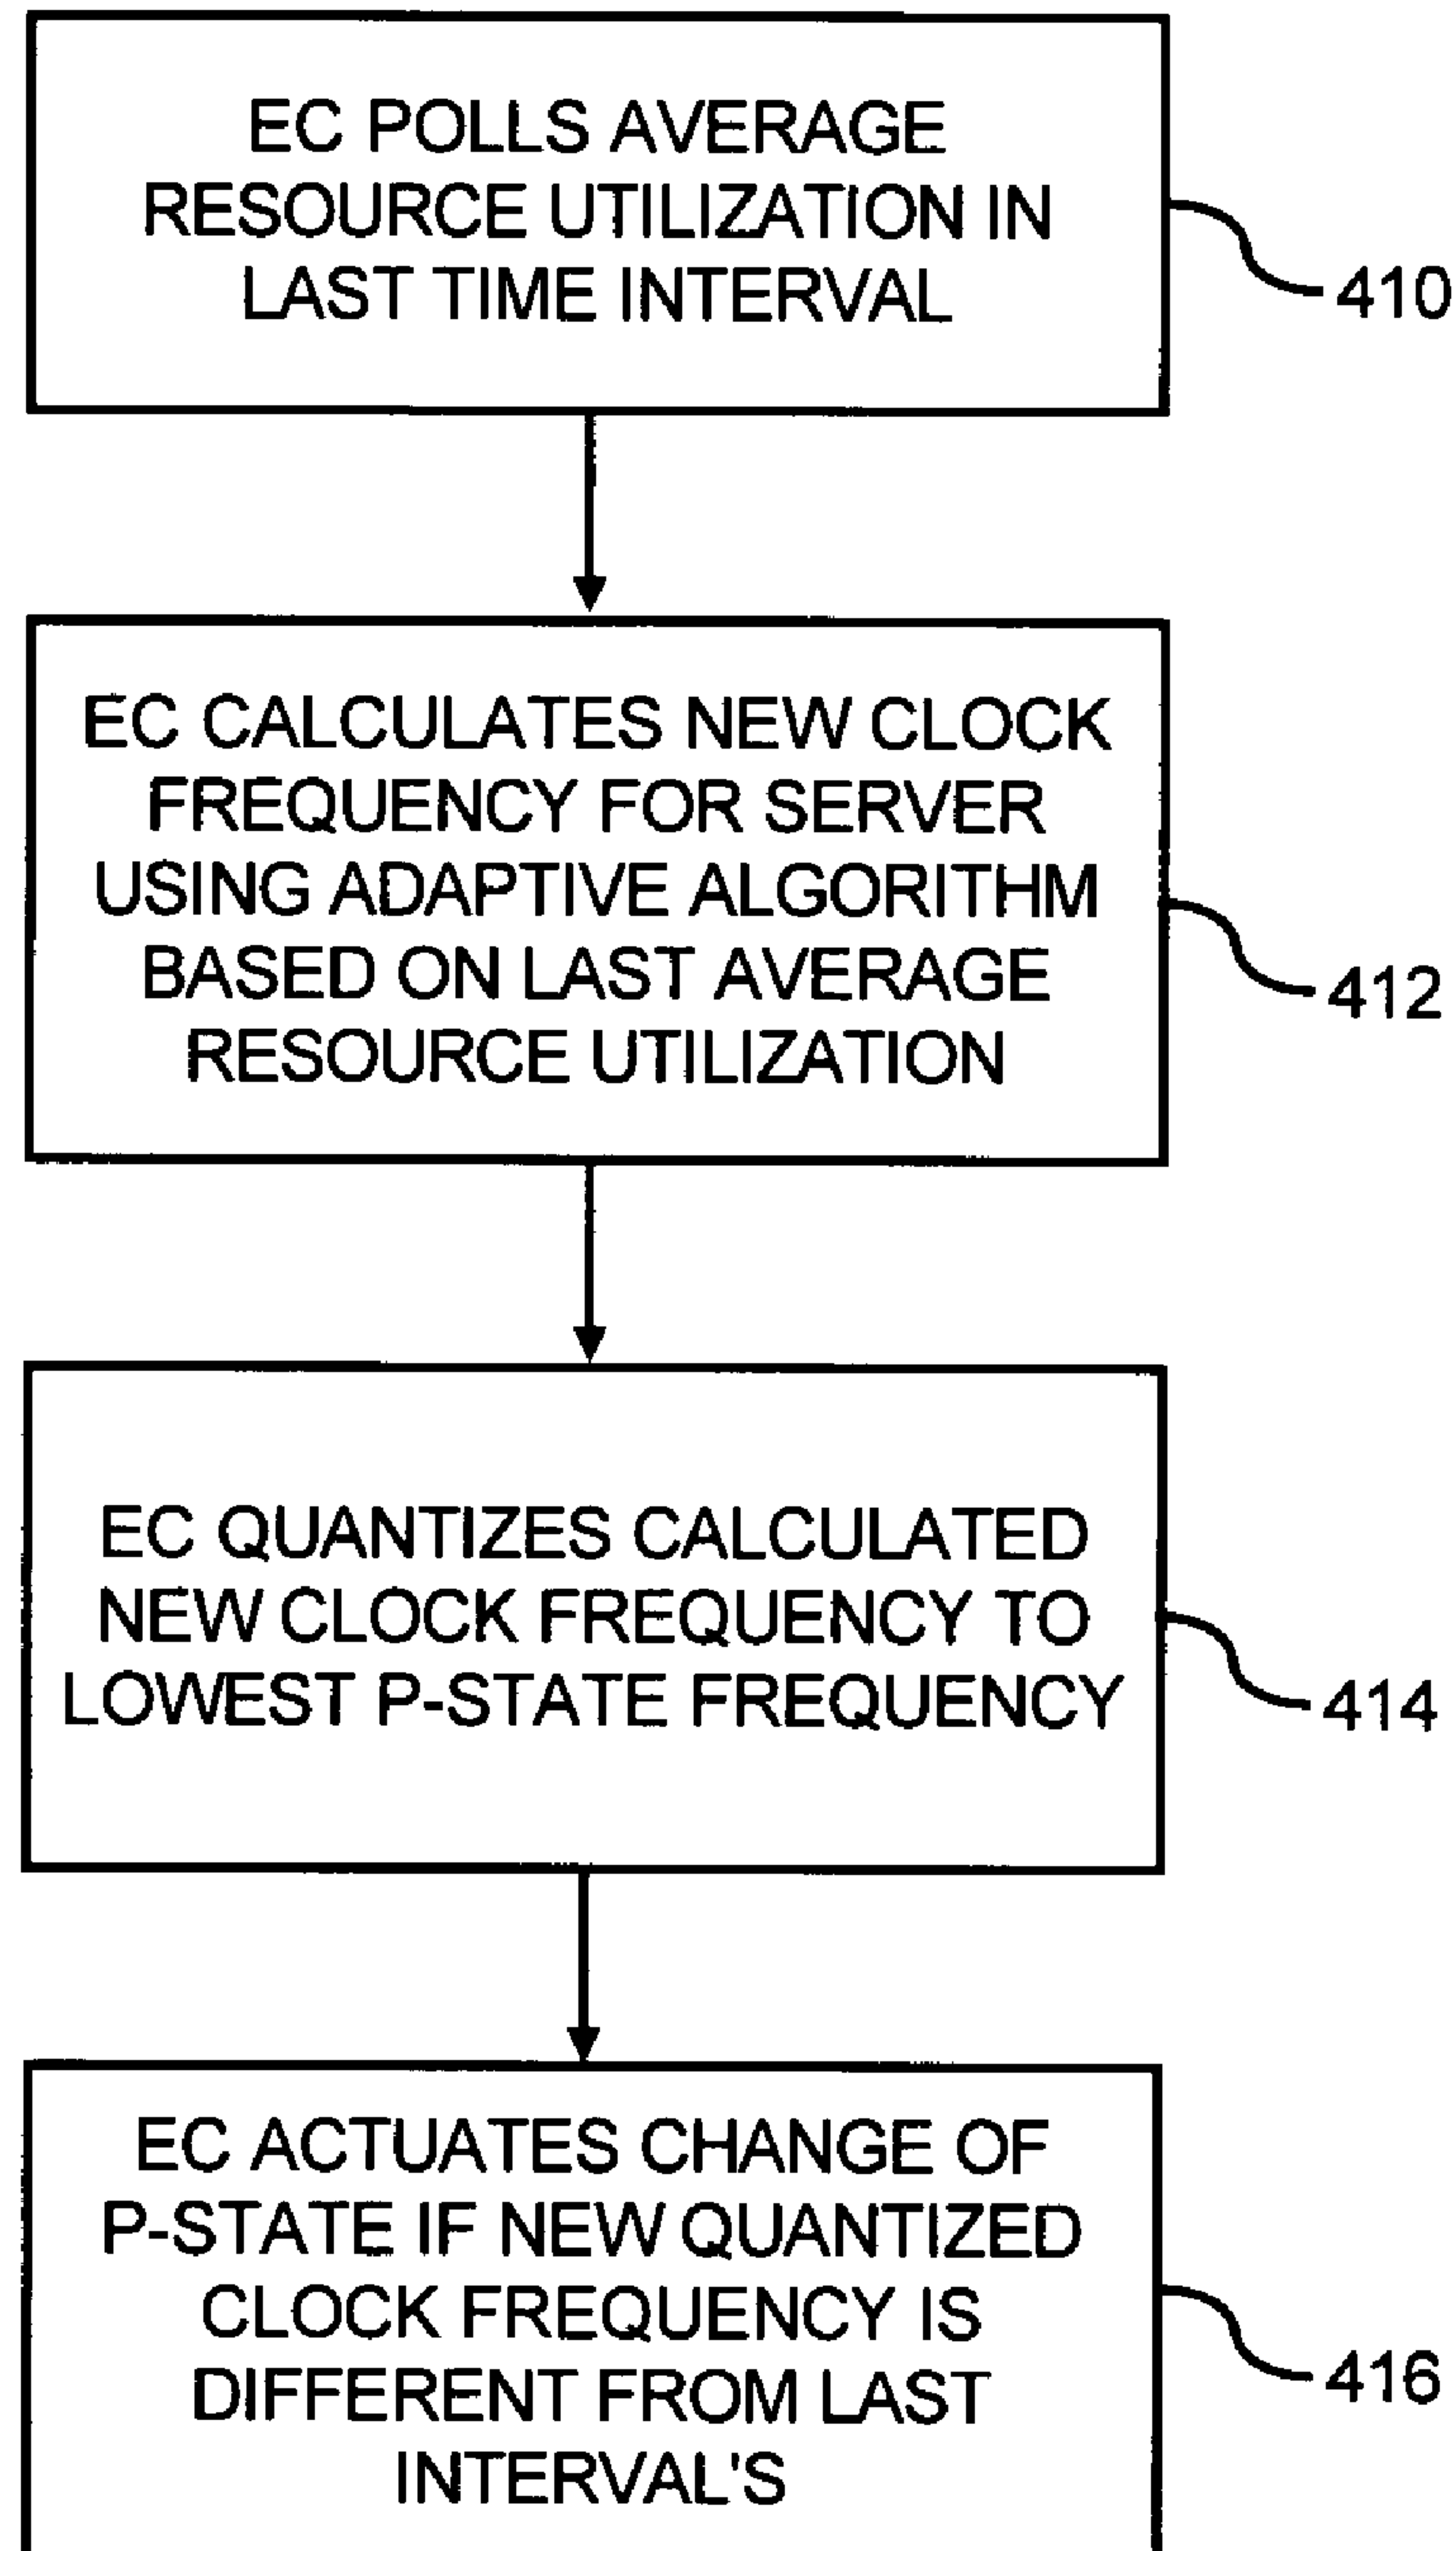 EC POLLS AVERAGE
RESOURCE UTILIZATION IN
LAST TIME INTERVAL
410
EC CALCULATES NEW CLOCK
FREQUENCY FOR SERVER
USING ADAPTIVE ALGORITHM
BASED ON LAST AVERAGE
RESOURCE UTILIZATION
412
EC QUANTIZES CALCULATED
NEW CLOCK FREQUENCY TO
LOWEST P-STATE FREQUENCY
414
EC ACTUATES CHANGE OF
P-STATE IF NEW QUANTIZED
CLOCK FREQUENCY IS
DIFFERENT FROM LAST
INTERVAL'S
416